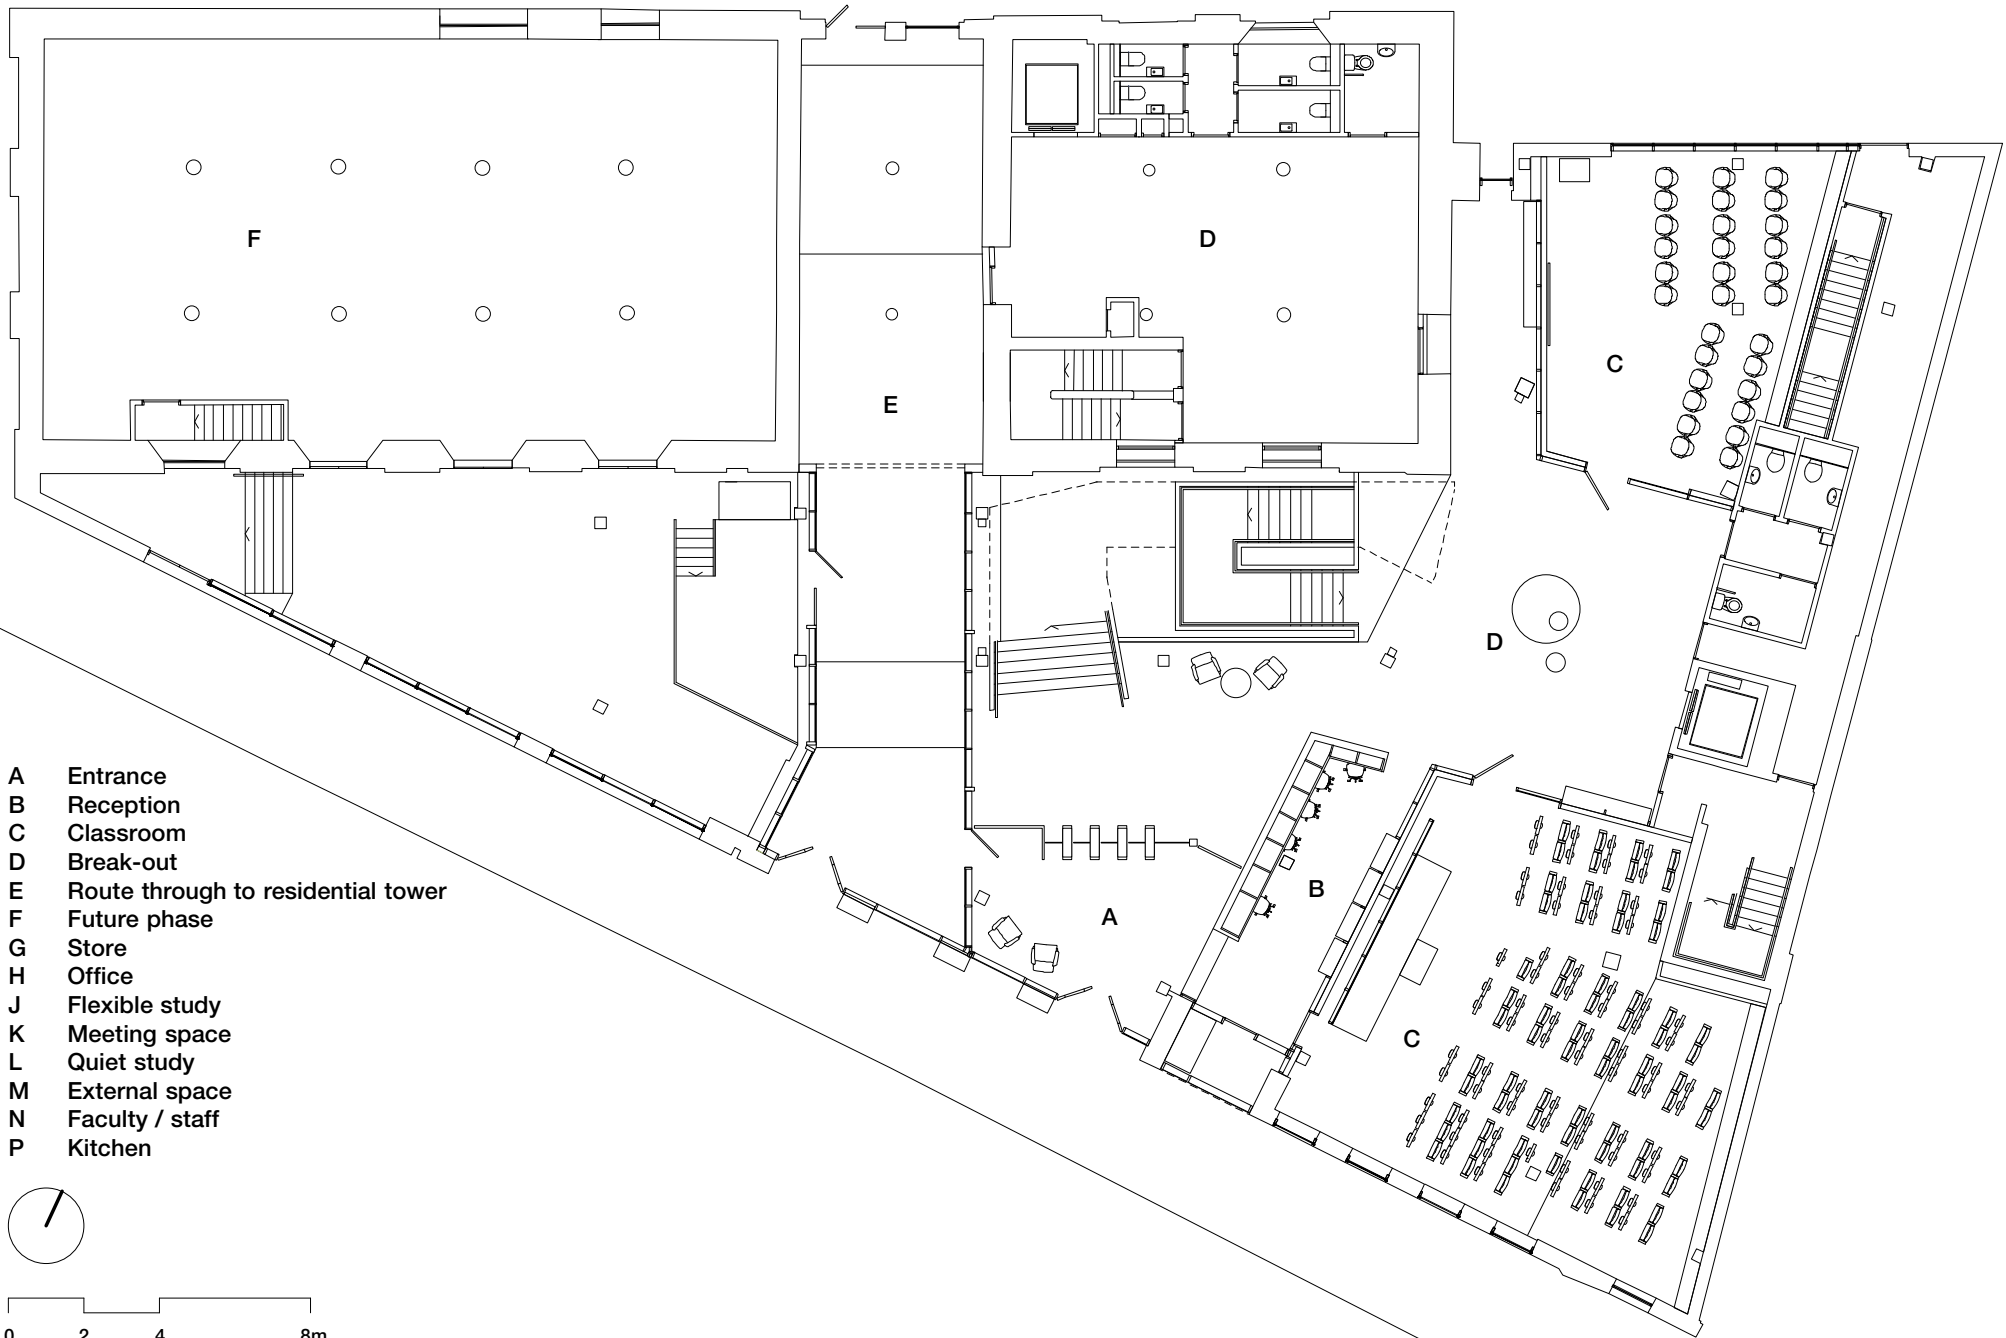 F
D
C
E
D
B
A
C
A Entrance
B Reception
C Classroom
D Break-out
E Route through to residential tower
F Future phase
G Store
H Office
J Flexible study
K Meeting space
L Quiet study
M External space
N Faculty / staff
P Kitchen
0 2 4 8m